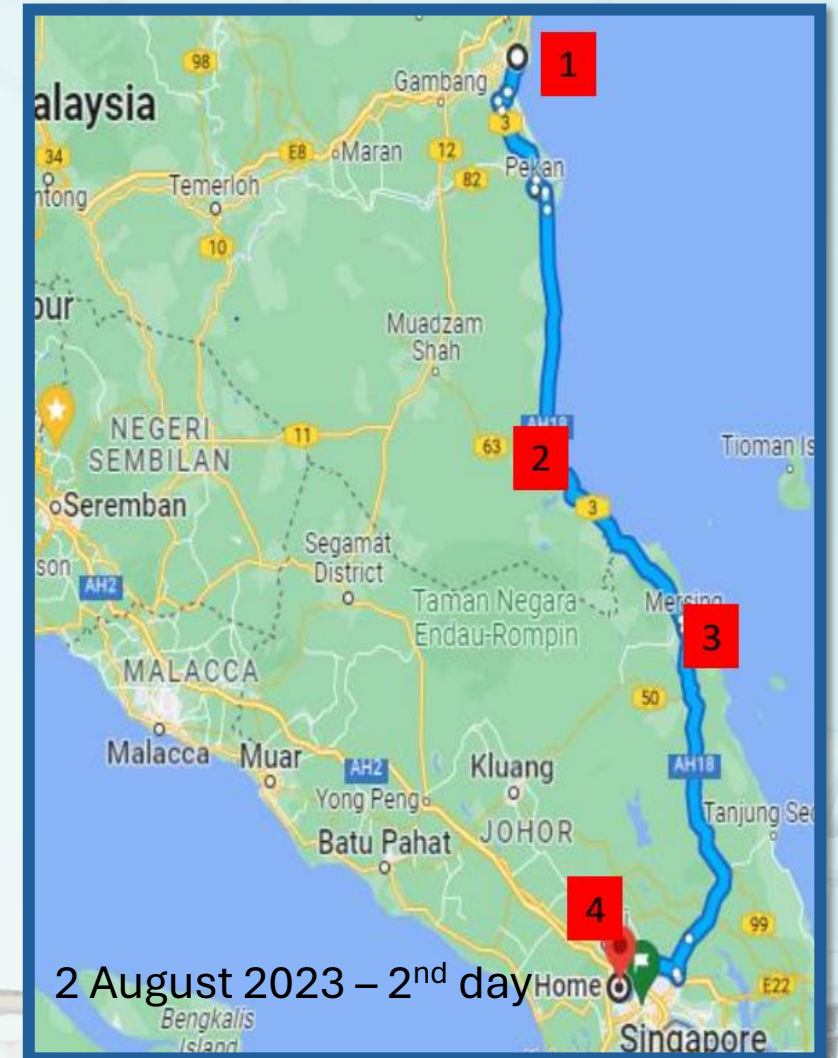 98
1
Gambang
alaysia
3
34
E8
Maran
12
Pekan
82
ntong
Temerloh
10
our
Muadzam
Shah
AH18
NEGERI
SEMBILAN
11
63
2
Tioman Is
Seremban
3
son
Segamat
District
AH2
Taman Negara
Endau-Rompin
Mersing
3
MALACCA
50
Malacca
Muar
AH2
Kluang
AH18
Yong Peng
Tanjung Sed
Batu Pahat
JOHOR
4
99
2 August 2023 – 2nd day
Home
E22
Bengkalis
Island
Singapore